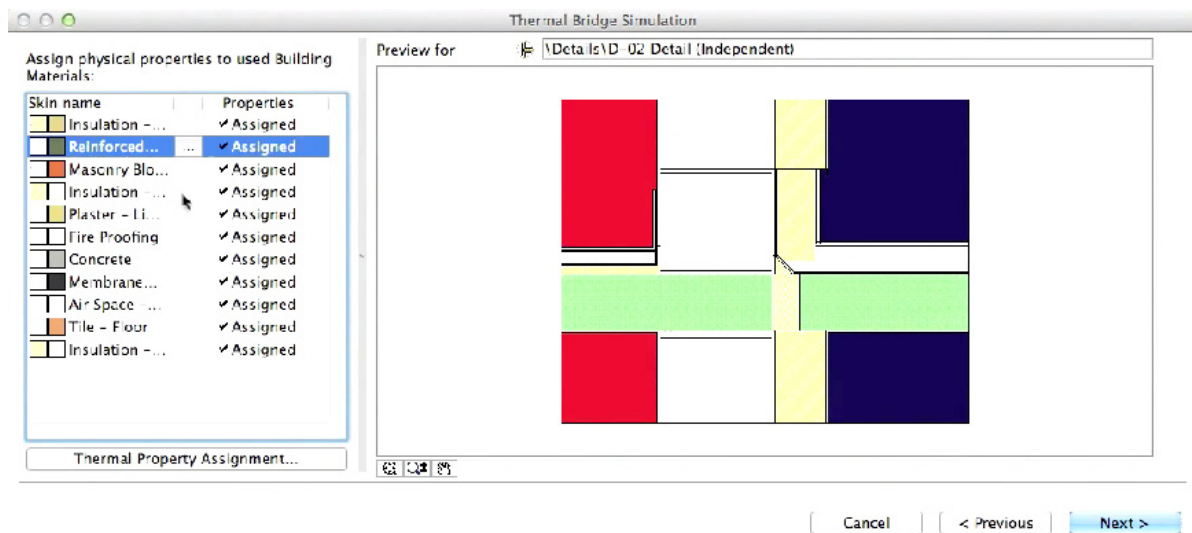 Thermal Bridge Simulation
Assign physical properties to used Building
Materials:
Skin name Properties
Insulation -... Assigned
Reinforced... ... Assigned
Masonry Blo... Assigned
Insulation -... Assigned
Plaster - Li... Assigned
Fire Proofing Assigned
Concrete Assigned
Membrane... Assigned
Air Space -... Assigned
Tile - Floor Assigned
Insulation -... Assigned
Thermal Property Assignment...
Preview for \Details\D-02 Detail (Independent)
Cancel < Previous Next >